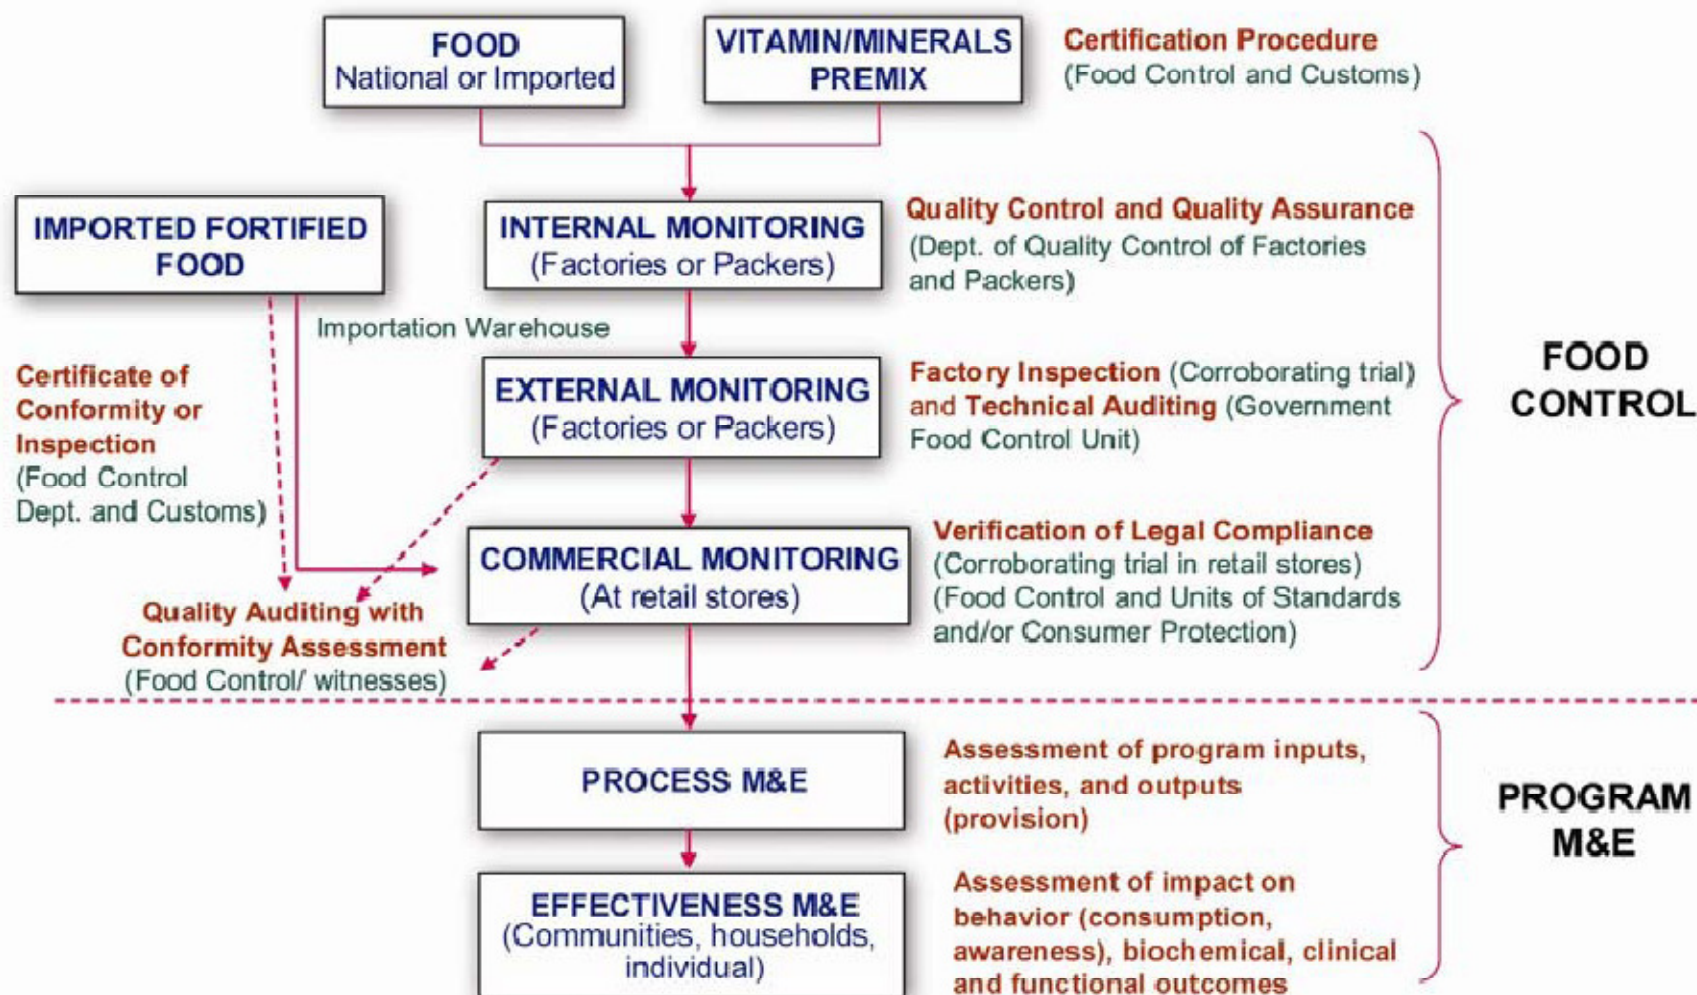 FOOD
National or Imported
VITAMIN/MINERALS
PREMIX
Certification Procedure
(Food Control and Customs)
IMPORTED FORTIFIED
FOOD
INTERNAL MONITORING
(Factories or Packers)
Quality Control and Quality Assurance
(Dept. of Quality Control of Factories
and Packers)
Importation Warehouse
Certificate of
Conformity or
Inspection
(Food Control
Dept. and Customs)
EXTERNAL MONITORING
(Factories or Packers)
Factory Inspection (Corroborating trial)
and Technical Auditing (Government
Food Control Unit)
FOOD
CONTROL
COMMERCIAL MONITORING
(At retail stores)
Verification of Legal Compliance
(Corroborating trial in retail stores)
(Food Control and Units of Standards
and/or Consumer Protection)
Quality Auditing with
Conformity Assessment
(Food Control/ witnesses)
PROCESS M&E
Assessment of program inputs,
activities, and outputs
(provision)
PROGRAM
M&E
EFFECTIVENESS M&E
(Communities, households,
individual)
Assessment of impact on
behavior (consumption,
awareness), biochemical, clinical
and functional outcomes